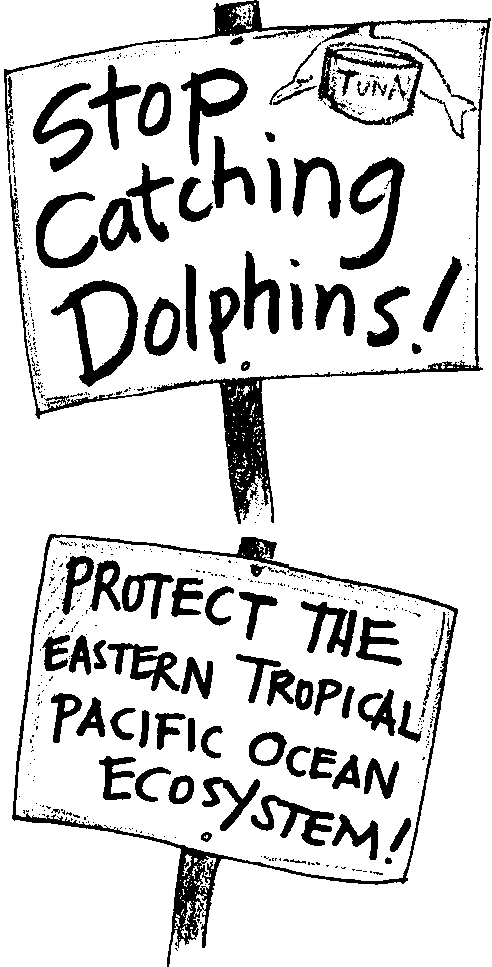 TUNA
Stop
Catching
Dolphins!
PROTECT THE
EASTERN TROPICAL
PACIFIC OCEAN
ECOSYSTEM!